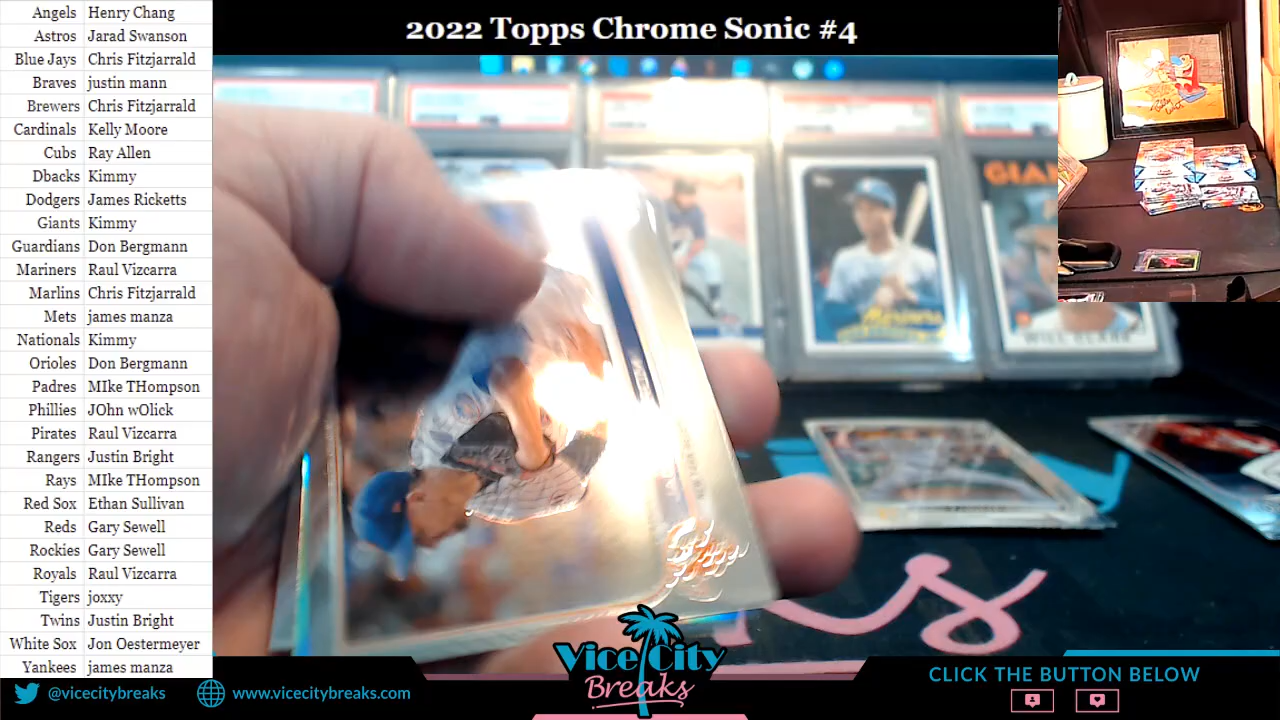 2022 Topps Chrome Sonic #4
Angels Henry Chang
Astros Jarad Swanson
Blue Jays Chris Fitzjarrald
Braves justin mann
Brewers Chris Fitzjarrald
Cardinals Kelly Moore
Cubs Ray Allen
Dbacks Kimmy
Dodgers James Ricketts
Giants Kimmy
Guardians Don Bergmann
Mariners Raul Vizcarra
Marlins Chris Fitzjarrald
Mets james manza
Nationals Kimmy
Orioles Don Bergmann
Padres MIke THompson
Phillies JOhn wOlick
Pirates Raul Vizcarra
Rangers Justin Bright
Rays MIke THompson
Red Sox Ethan Sullivan
Reds Gary Sewell
Rockies Gary Sewell
Royals Raul Vizcarra
Tigers joxxy
Twins Justin Bright
White Sox Jon Oestermeyer
Yankees james manza
Mariners
WILL CLARK
Vice City
Breaks
@vicecitybreaks
www.vicecitybreaks.com
CLICK THE BUTTON BELOW